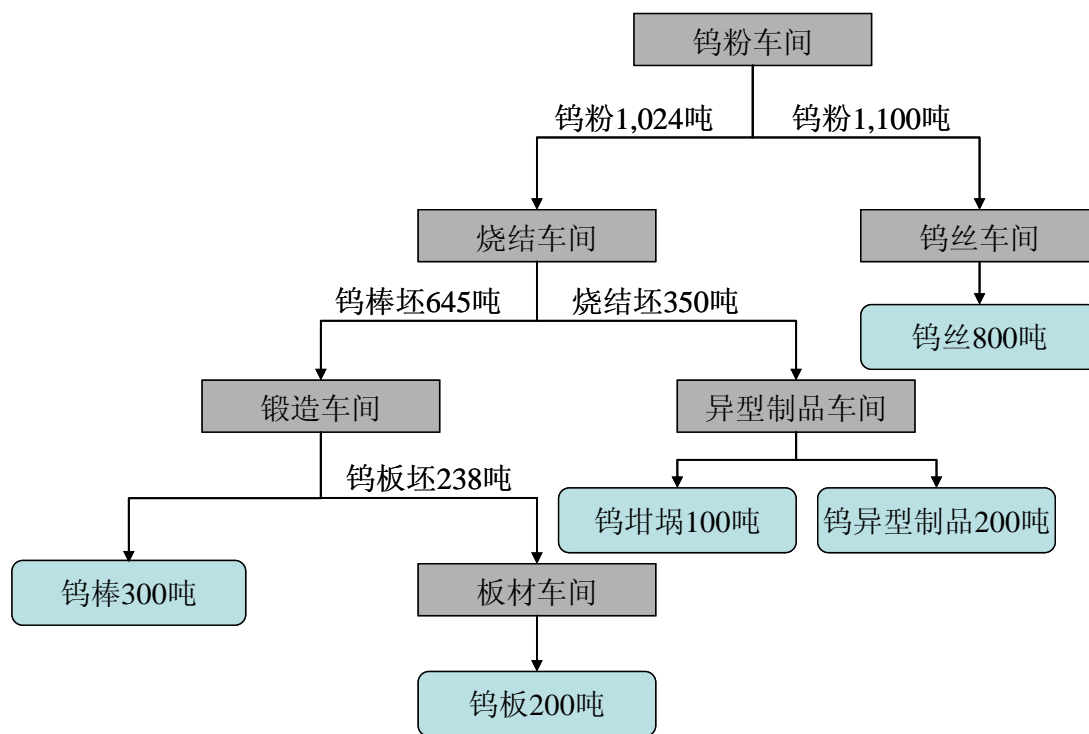 钨粉车间
钨粉1,024吨
钨粉1,100吨
烧结车间
钨丝车间
钨棒坯645吨
烧结坯350吨
钨丝800吨
锻造车间
异型制品车间
钨板坯238吨
钨坩埚100吨
钨异型制品200吨
钨棒300吨
板材车间
钨板200吨